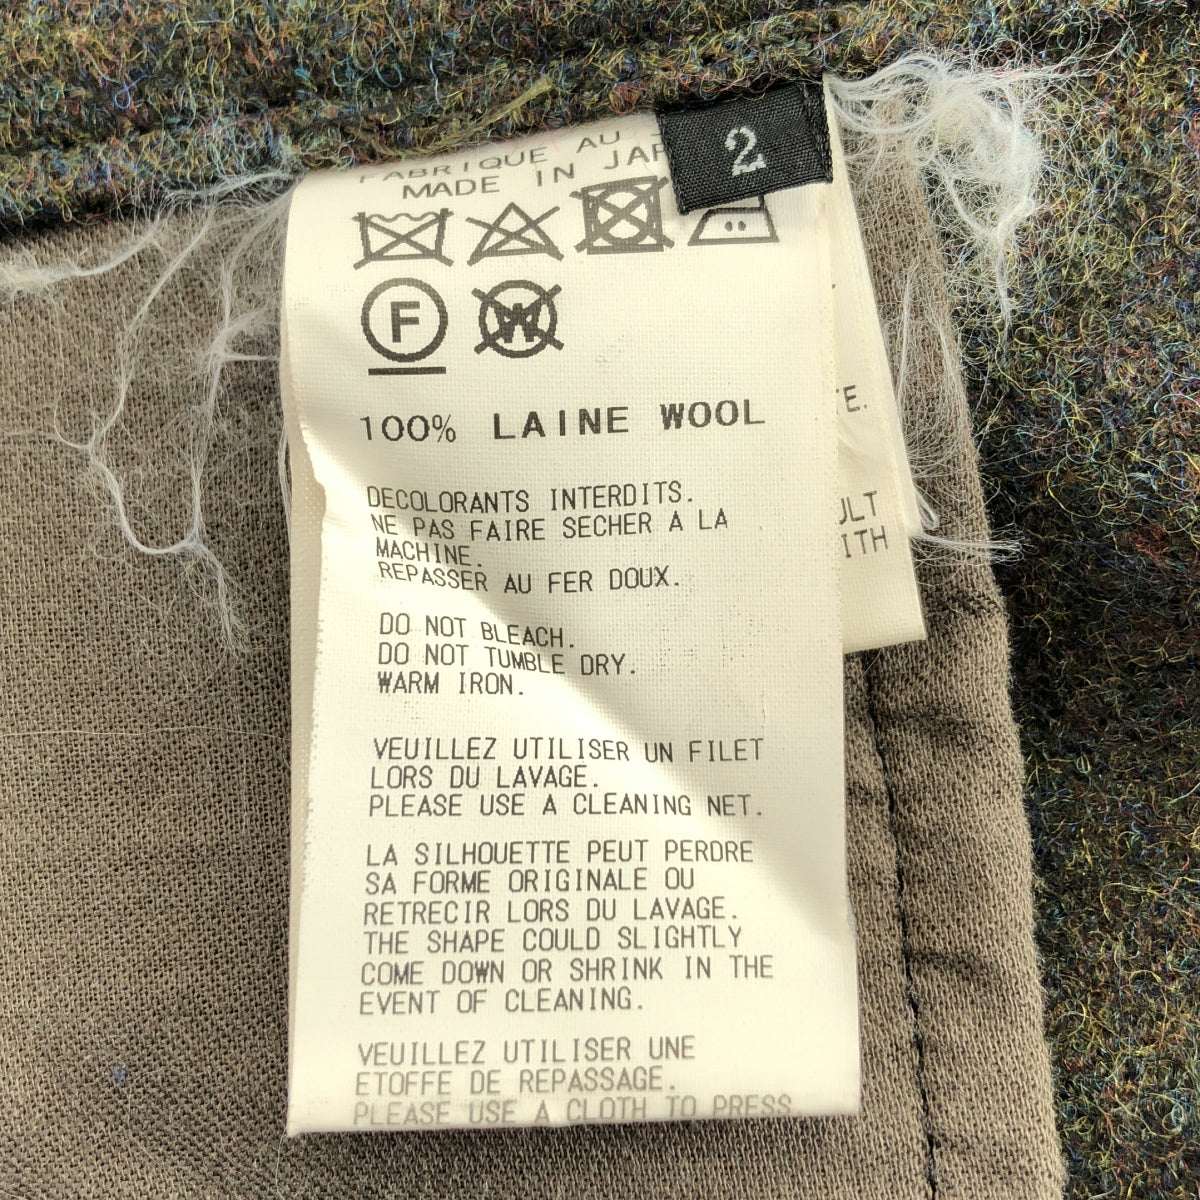 2
FABRIQUE AU
MADE IN
F
W
100% LAINE WOOL
DECOLORANTS INTERDITS.
NE PAS FAIRE SECHER A LA
MACHINE.
REPASSER AU FER DOUX.
DO NOT BLEACH.
DO NOT TUMBLE DRY.
WARM IRON.
VEUILLEZ UTILISER UN FILET
LORS DU LAVAGE.
PLEASE USE A CLEANING NET.
LA SILHOUETTE PEUT PERDRE
SA FORME ORIGINALE OU
RETRECIR LORS DU LAVAGE.
THE SHAPE COULD SLIGHTLY
COME DOWN OR SHRINK IN THE
EVENT OF CLEANING.
VEUILLEZ UTILISER UNE
ETOFFE DE REPASSAGE.
PLEASE USE A CLOTH TO PRESS